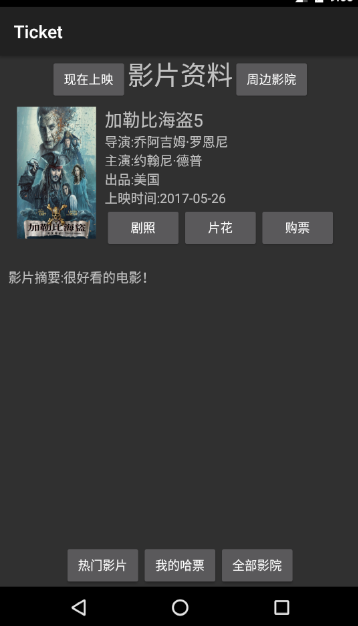 Ticket
现在上映 影片资料 周边影院
加勒比海盗5
导演:乔阿吉姆·罗恩尼
主演:约翰尼·德普
出品:美国
上映时间:2017-05-26
加勒比海盗
剧照 片花 购票
影片摘要:很好看的电影!
热门影片 我的哈票 全部影院